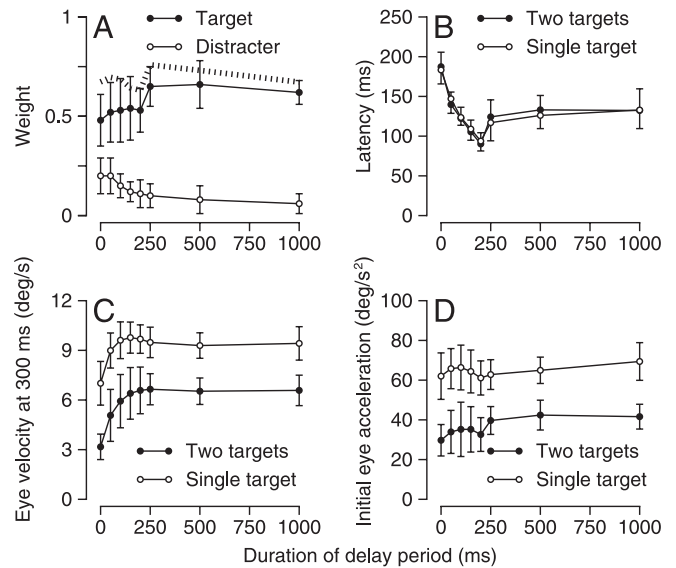 A
Target
Distracter
Weight
1
0.5
0
0 250 500 750 1000
B
Two targets
Single target
Latency (ms)
250
200
150
100
50
0
0 250 500 750 1000
C
Two targets
Single target
Eye velocity at 300 ms (deg/s)
12
9
6
3
0
0 250 500 750 1000
D
Two targets
Single target
Initial eye acceleration (deg/s²)
100
80
60
40
20
0
0 250 500 750 1000
Duration of delay period (ms)